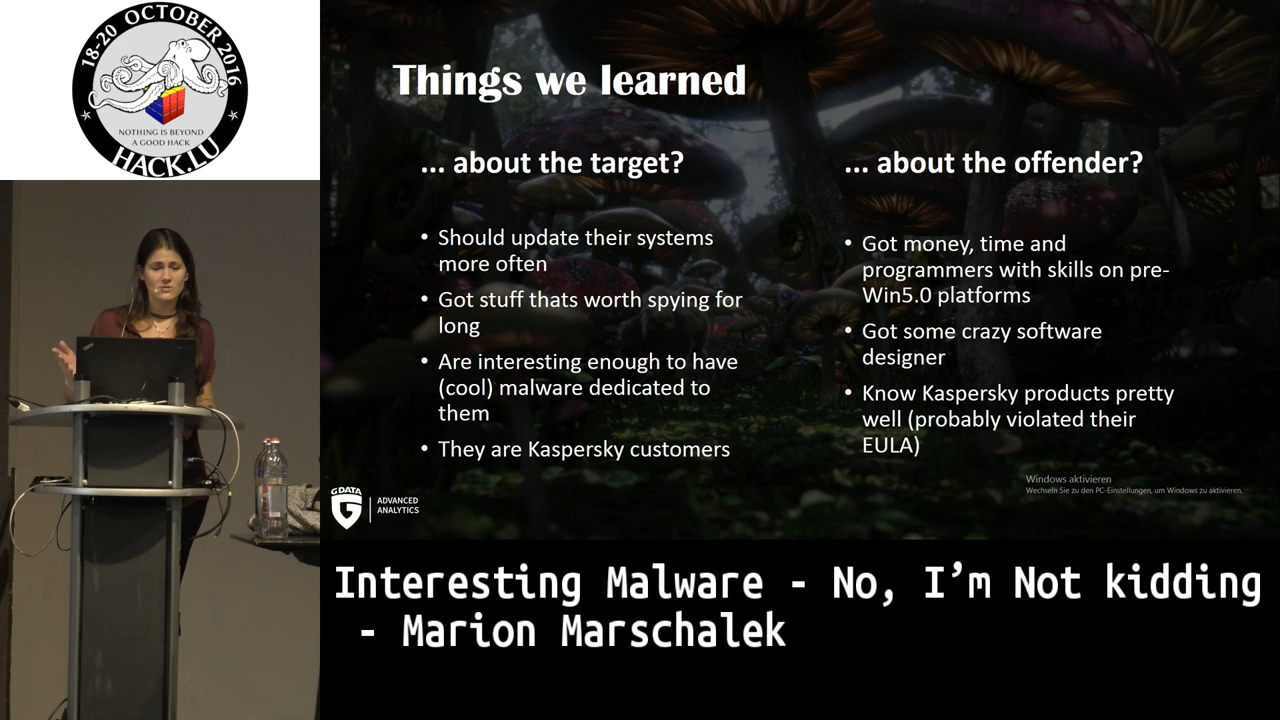 18-20 OCTOBER 2016
NOTHING IS BEYOND
A GOOD HACK
HACK.LU
Things we learned
... about the target?
• Should update their systems
more often
• Got stuff thats worth spying for
long
• Are interesting enough to have
(cool) malware dedicated to
them
• They are Kaspersky customers
... about the offender?
• Got money, time and
programmers with skills on pre-
Win5.0 platforms
• Got some crazy software
designer
• Know Kaspersky products pretty
well (probably violated their
EULA)
Windows aktivieren
Wechseln Sie zu den PC-Einstellungen, um Windows zu aktivieren.
G DATA
ADVANCED
ANALYTICS
Interesting Malware - No, I’m Not kidding
- Marion Marschalek